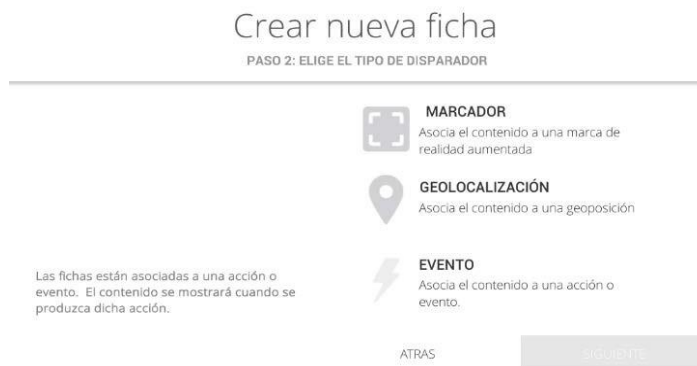 Crear nueva ficha
PASO 2: ELIGE EL TIPO DE DISPARADOR
MARCADOR
Asocia el contenido a una marca de
realidad aumentada
GEOLOCALIZACIÓN
Asocia el contenido a una geoposición
EVENTO
Asocia el contenido a una acción o
evento.
Las fichas están asociadas a una acción o
evento. El contenido se mostrará cuando se
produzca dicha acción.
ATRAS
SIGUIENTE